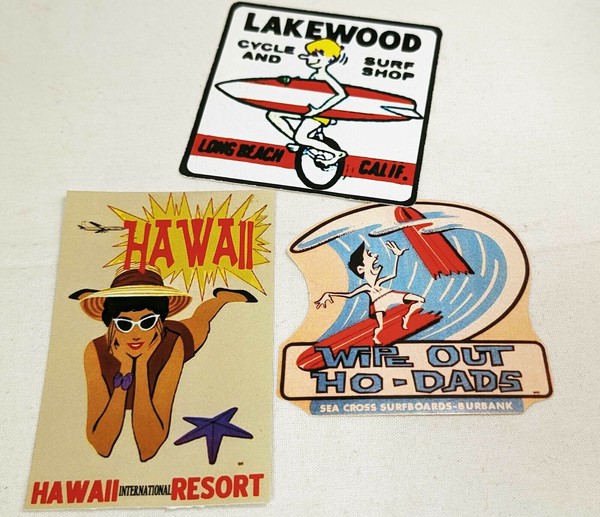 LAKEWOOD
CYCLE AND
SURF SHOP
LONG BEACH CALIF.
HAWAII
HAWAII INTERNATIONAL RESORT
WIPE OUT
HO-DADS
SEA CROSS SURFBOARDS-BURBANK